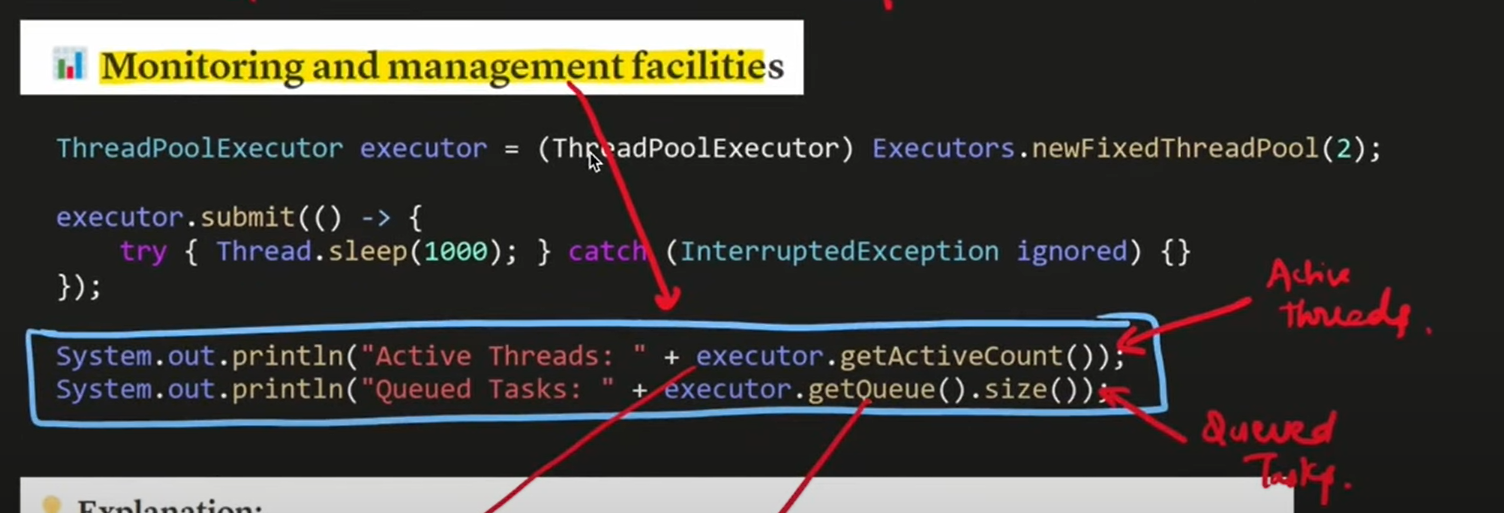 Monitoring and management facilities
ThreadPoolExecutor executor = (ThreadPoolExecutor) Executors.newFixedThreadPool(2);
executor.submit(() -> {
    try { Thread.sleep(1000); } catch (InterruptedException ignored) {}
});
Active
Threads.
System.out.println("Active Threads: " + executor.getActiveCount());
System.out.println("Queued Tasks: " + executor.getQueue().size());
Queued
Tasks.
Explanation: